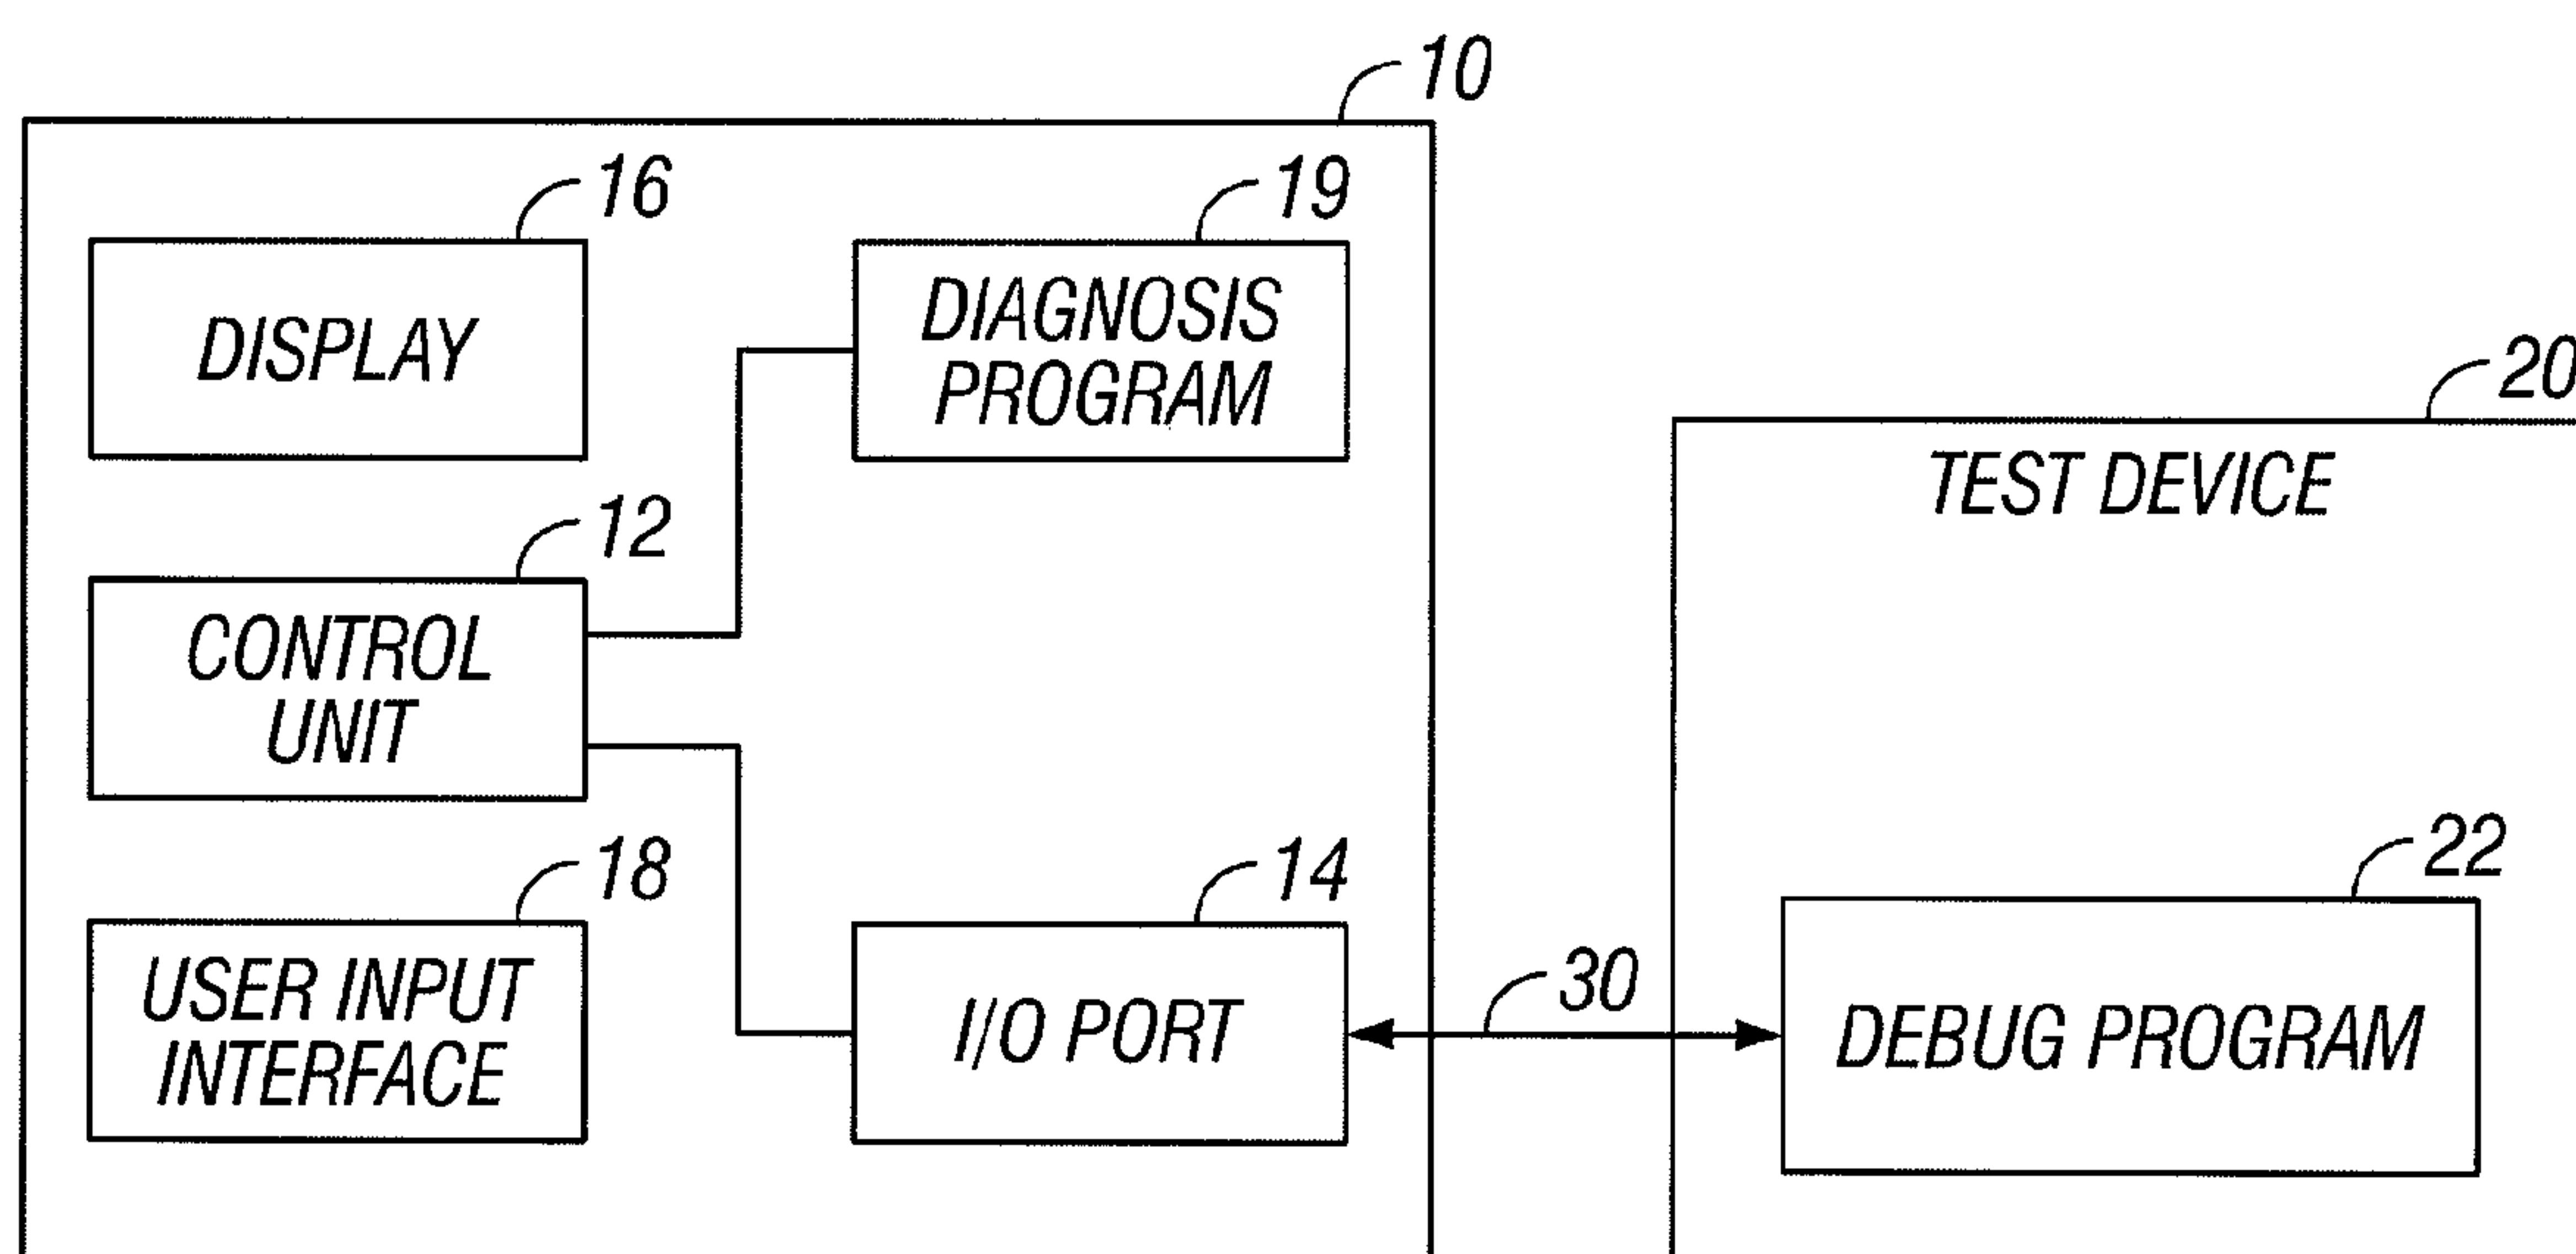 10
16
19
DISPLAY
DIAGNOSIS
PROGRAM
20
TEST DEVICE
12
CONTROL
UNIT
18
14
22
USER INPUT
INTERFACE
I/O PORT
30
DEBUG PROGRAM